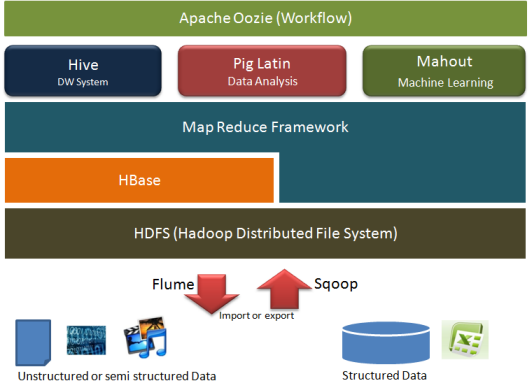 Apache Oozie (Workflow)
Hive
DW System
Pig Latin
Data Analysis
Mahout
Machine Learning
Map Reduce Framework
HBase
HDFS (Hadoop Distributed File System)
Flume
Sqoop
Import or export
Unstructured or semi structured Data
Structured Data